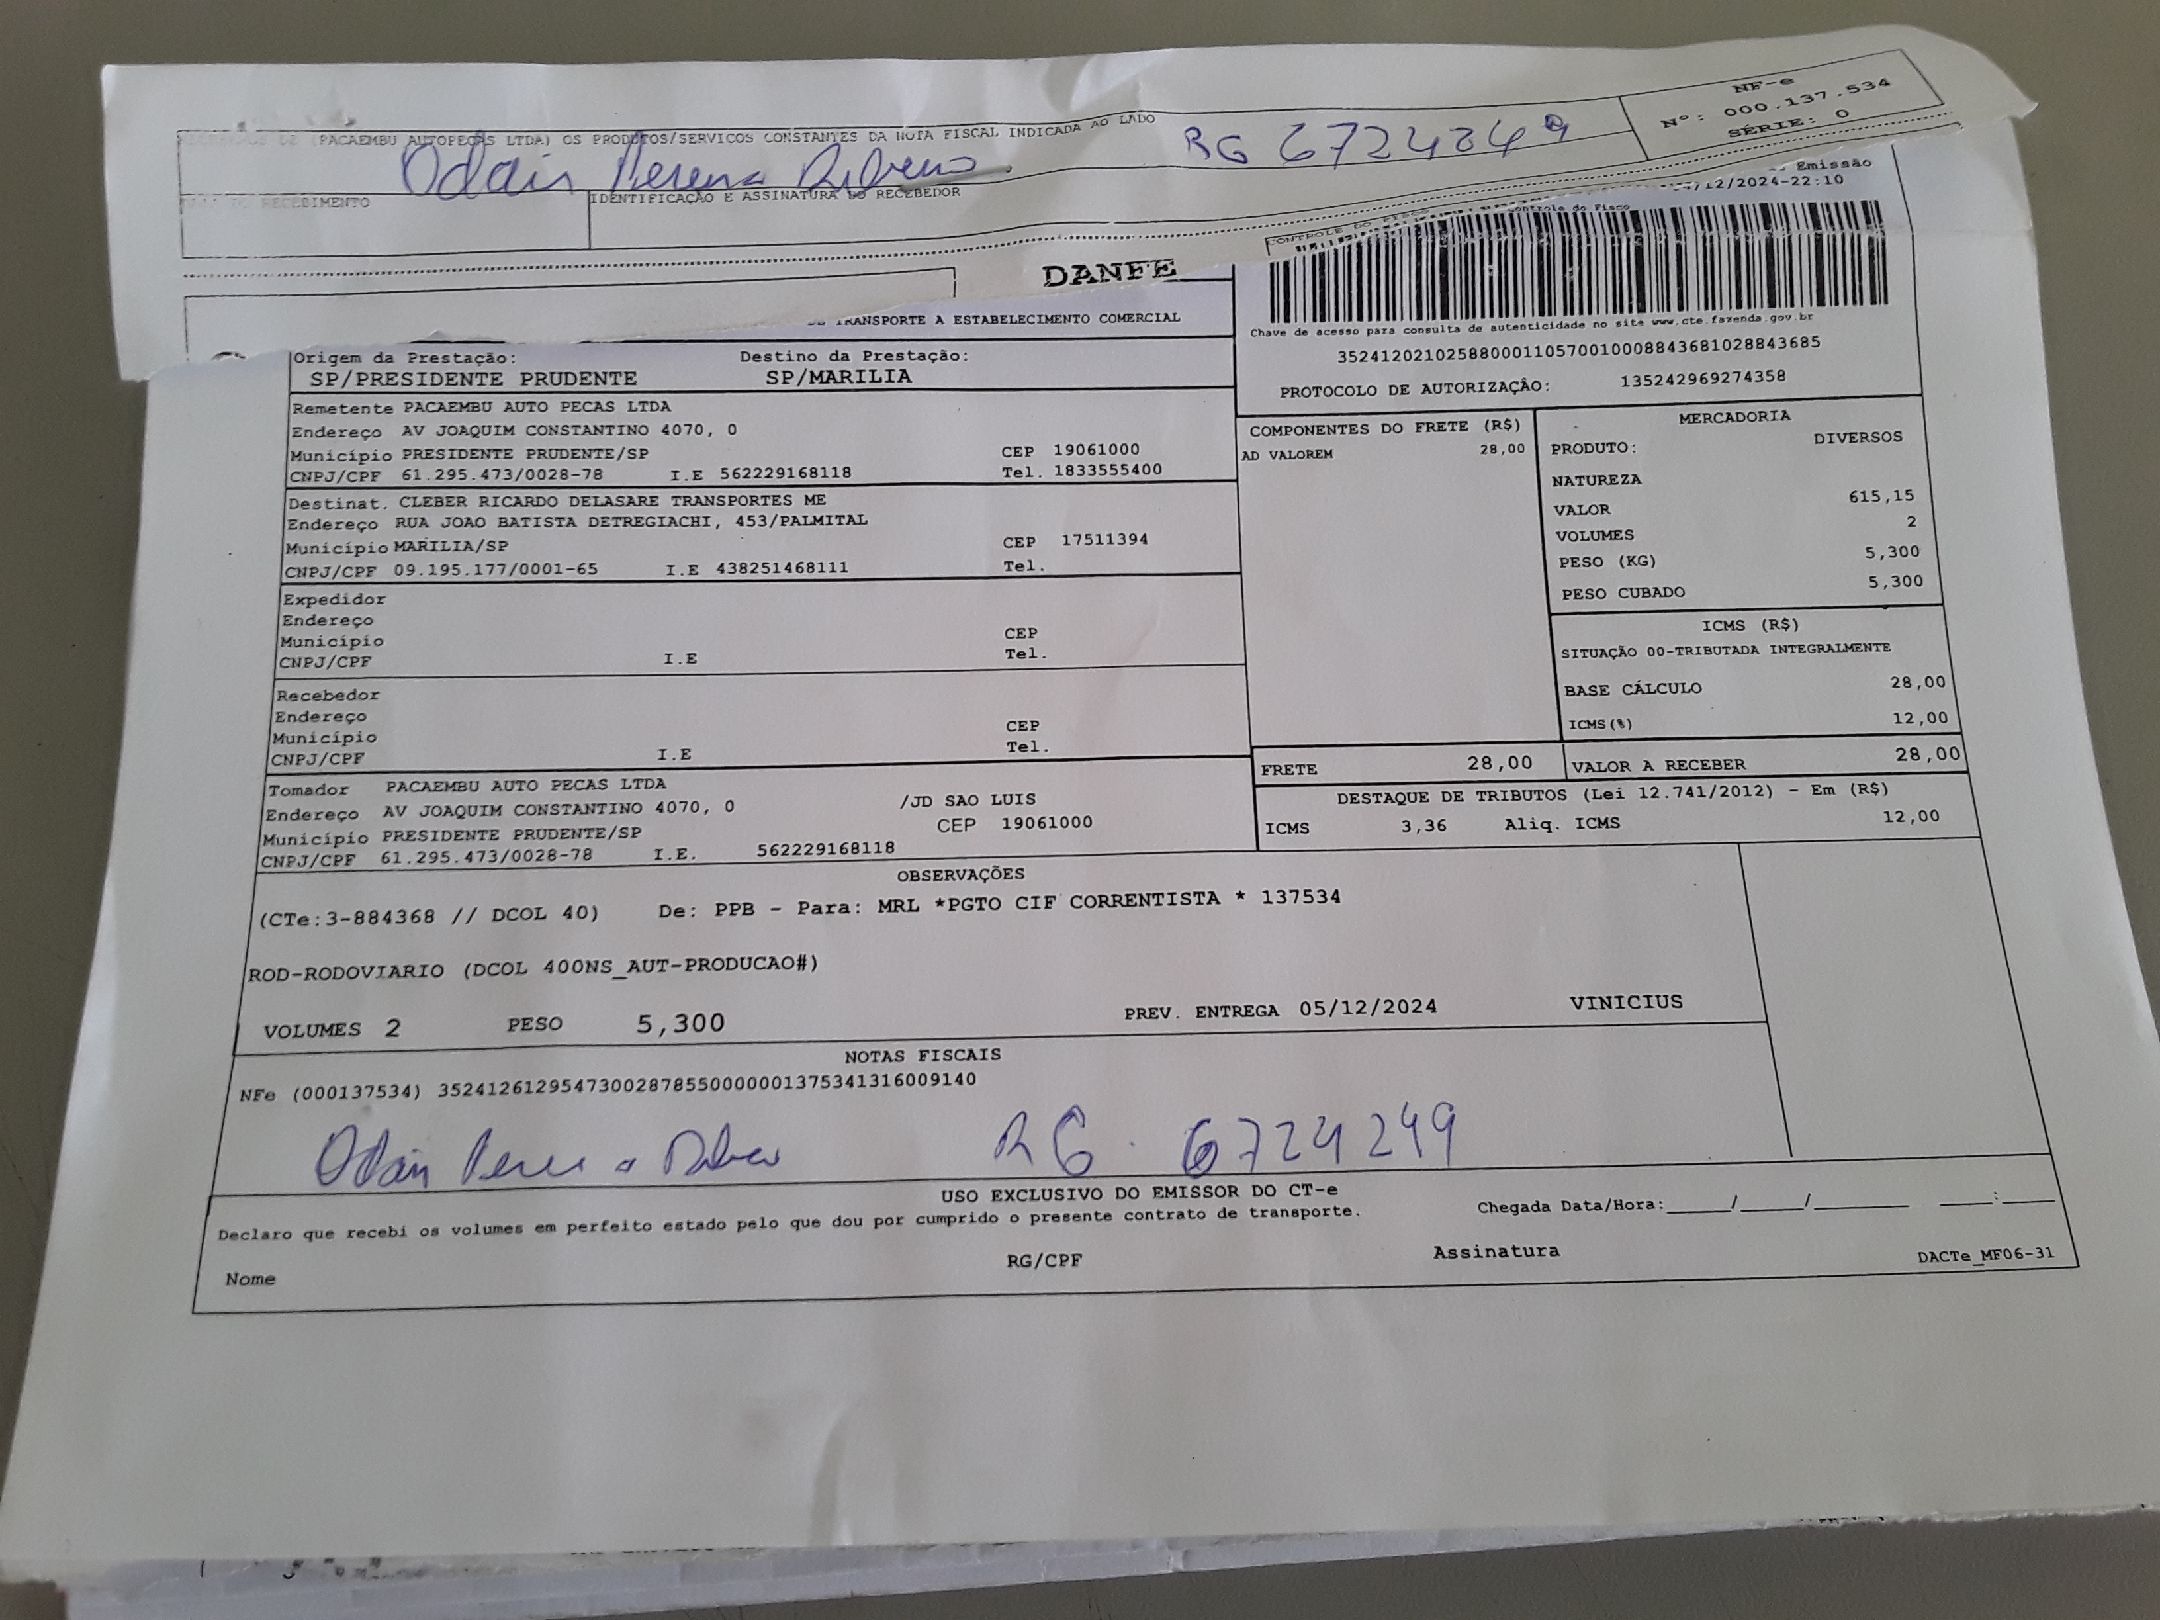 (PACAEMBU AUTOPECAS LTDA) OS PRODUTOS/SERVICOS CONSTANTES DA NOTA FISCAL INDICADA AO LADO
Odair Pereira Ribeiro RG 6724249
RECEBIMENTO
IDENTIFICAÇÃO E ASSINATURA DO RECEBEDOR
NF-e
Nº: 000.137.534
SÉRIE: 0
DANFE
CONTROLE DO FISCO
Emissão
/12/2024-22:10
Controle do Fisco
Chave de acesso para consulta de autenticidade no site www.cte.fazenda.gov.br
35241202102588000110570010008843681028843685
PROTOCOLO DE AUTORIZAÇÃO: 135242969274358
DE TRANSPORTE A ESTABELECIMENTO COMERCIAL
Origem da Prestação: Destino da Prestação:
SP/PRESIDENTE PRUDENTE SP/MARILIA
Remetente PACAEMBU AUTO PECAS LTDA
Endereço AV JOAQUIM CONSTANTINO 4070, 0
Município PRESIDENTE PRUDENTE/SP CEP 19061000
CNPJ/CPF 61.295.473/0028-78 I.E 562229168118 Tel. 1833555400
Destinat. CLEBER RICARDO DELASARE TRANSPORTES ME
Endereço RUA JOAO BATISTA DETREGIACHI, 453/PALMITAL
Município MARILIA/SP CEP 17511394
CNPJ/CPF 09.195.177/0001-65 I.E 438251468111 Tel.
Expedidor
Endereço
Município CEP
CNPJ/CPF I.E Tel.
Recebedor
Endereço
Município CEP
CNPJ/CPF I.E Tel.
Tomador PACAEMBU AUTO PECAS LTDA
Endereço AV JOAQUIM CONSTANTINO 4070, 0 /JD SAO LUIS
Município PRESIDENTE PRUDENTE/SP CEP 19061000
CNPJ/CPF 61.295.473/0028-78 I.E. 562229168118
COMPONENTES DO FRETE (R$)
AD VALOREM 28,00
MERCADORIA
PRODUTO: DIVERSOS
NATUREZA
VALOR 615,15
VOLUMES 2
PESO (KG) 5,300
PESO CUBADO 5,300
ICMS (R$)
SITUAÇÃO 00-TRIBUTADA INTEGRALMENTE
BASE CÁLCULO 28,00
ICMS(%) 12,00
FRETE 28,00 VALOR A RECEBER 28,00
DESTAQUE DE TRIBUTOS (Lei 12.741/2012) - Em (R$)
ICMS 3,36 Aliq. ICMS 12,00
OBSERVAÇÕES
(CTe:3-884368 // DCOL 40) De: PPB - Para: MRL *PGTO CIF CORRENTISTA * 137534
ROD-RODOVIARIO (DCOL 400NS_AUT-PRODUCAO#)
VOLUMES 2 PESO 5,300 PREV. ENTREGA 05/12/2024 VINICIUS
NOTAS FISCAIS
NFe (000137534) 35241261295473002878550000001375341316009140
Odair Pereira Ribeiro RG. 6724249
USO EXCLUSIVO DO EMISSOR DO CT-e
Declaro que recebi os volumes em perfeito estado pelo que dou por cumprido o presente contrato de transporte.
Chegada Data/Hora:_____/_____/________ _____:_____
Nome RG/CPF Assinatura DACTe_MF06-31